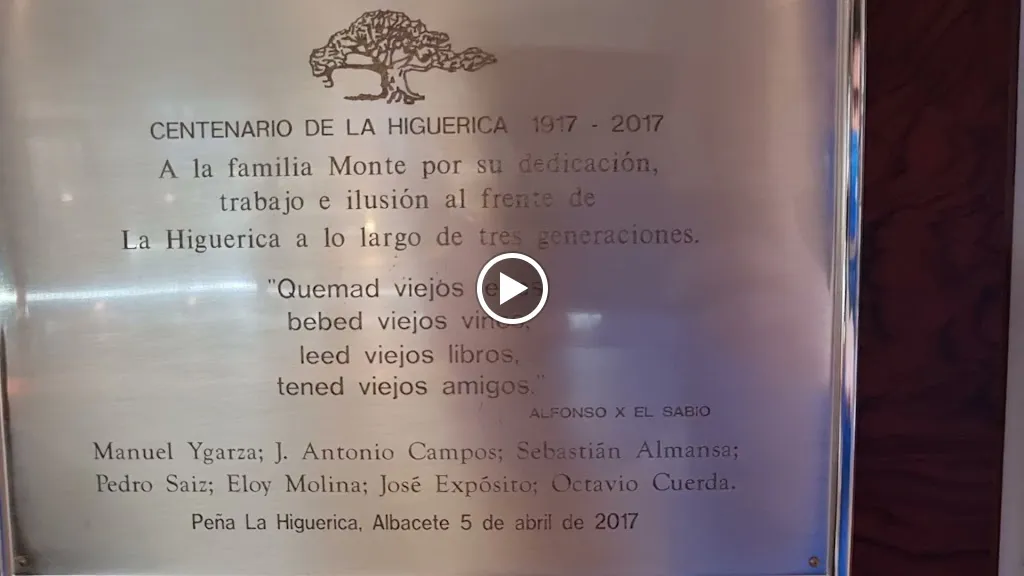 CENTENARIO DE LA HIGUERICA 1917 - 2017
A la familia Monte por su dedicación,
trabajo e ilusión al frente de
La Higuerica a lo largo de tres generaciones.
"Quemad viejos
bebed viejos vinos,
leed viejos libros,
tened viejos amigos."
ALFONSO X EL SABIO
Manuel Ygarza; J. Antonio Campos; Sebastián Almansa;
Pedro Saiz; Eloy Molina; José Expósito; Octavio Cuerda.
Peña La Higuerica, Albacete 5 de abril de 2017